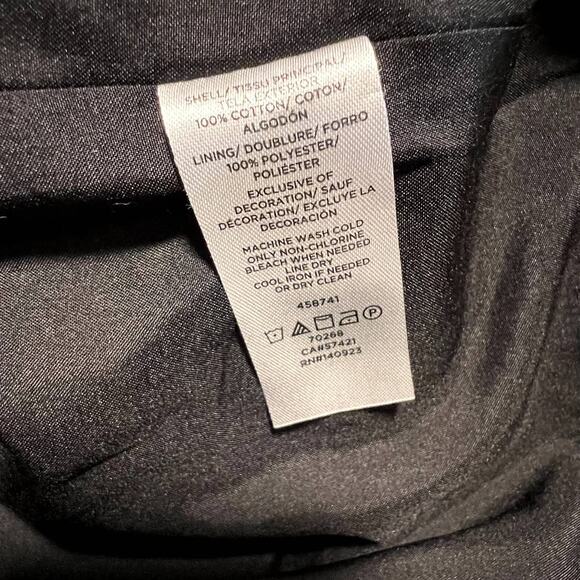 SHELL/ TISSU PRINCIPAL/
TELA EXTERIOR
100% COTTON/ COTON/
ALGODÓN
LINING/ DOUBLURE/ FORRO
100% POLYESTER/
POLIÉSTER
EXCLUSIVE OF
DECORATION/ SAUF
DÉCORATION/ EXCLUYE LA
DECORACIÓN
MACHINE WASH COLD
ONLY NON-CHLORINE
BLEACH WHEN NEEDED
LINE DRY
COOL IRON IF NEEDED
OR DRY CLEAN
458741
P
70268
CA#57421
RN#140923